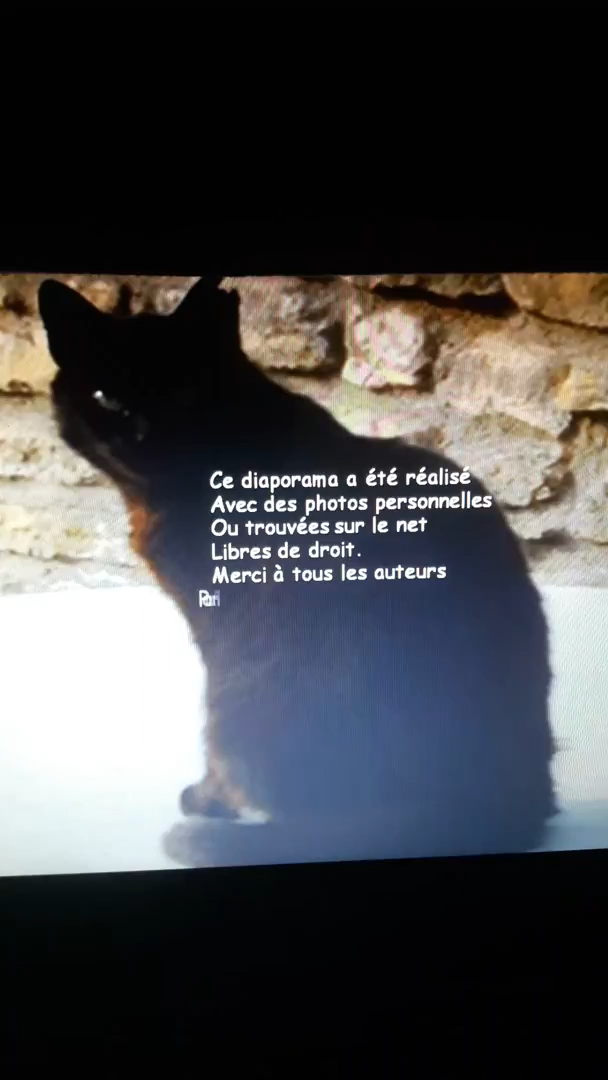 Ce diaporama a été réalisé
Avec des photos personnelles
Ou trouvées sur le net
Libres de droit.
Merci à tous les auteurs